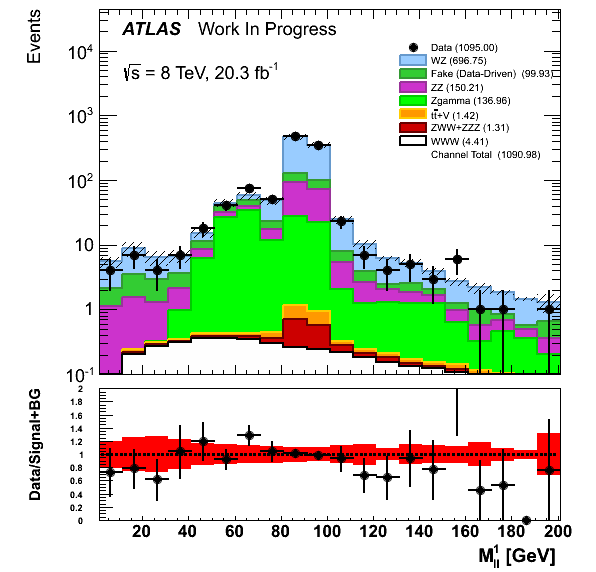 Events
ATLAS Work In Progress
√s = 8 TeV, 20.3 fb⁻¹
Data (1095.00)
WZ (696.75)
Fake (Data-Driven) (99.93)
ZZ (150.21)
Zgamma (136.96)
tt̄+V (1.42)
ZWW+ZZZ (1.31)
WWW (4.41)
Channel Total (1090.98)
10⁴
10³
10²
10
1
10⁻¹
Data/Signal+BG
2
1.8
1.6
1.4
1.2
1
0.8
0.6
0.4
0.2
0
20 40 60 80 100 120 140 160 180 200
M¹ll [GeV]